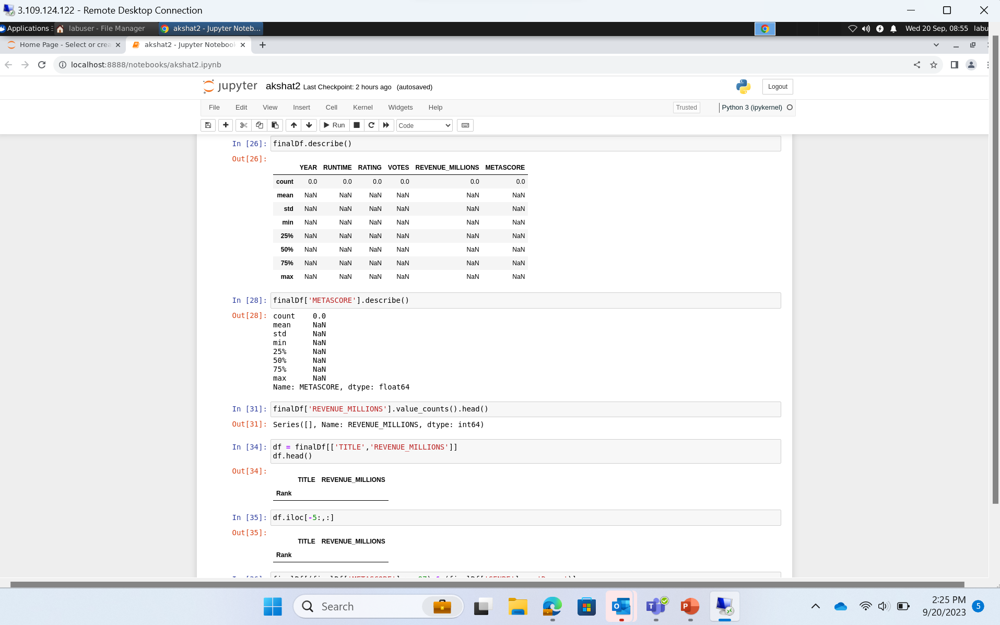 3.109.124.122 - Remote Desktop Connection
Applications labuser - File Manager akshat2 - Jupyter Noteb... Wed 20 Sep, 08:55 labu
Home Page - Select or crea akshat2 - Jupyter Notebook
localhost:8888/notebooks/akshat2.ipynb
jupyter akshat2 Last Checkpoint: 2 hours ago (autosaved) Logout
File Edit View Insert Cell Kernel Widgets Help Trusted Python 3 (ipykernel)
Run Code
In [26]: finalDf.describe()
Out[26]:
YEAR RUNTIME RATING VOTES REVENUE_MILLIONS METASCORE
count 0.0 0.0 0.0 0.0 0.0 0.0
mean NaN NaN NaN NaN NaN NaN
std NaN NaN NaN NaN NaN NaN
min NaN NaN NaN NaN NaN NaN
25% NaN NaN NaN NaN NaN NaN
50% NaN NaN NaN NaN NaN NaN
75% NaN NaN NaN NaN NaN NaN
max NaN NaN NaN NaN NaN NaN
In [28]: finalDf['METASCORE'].describe()
Out[28]: count 0.0
mean NaN
std NaN
min NaN
25% NaN
50% NaN
75% NaN
max NaN
Name: METASCORE, dtype: float64
In [31]: finalDf['REVENUE_MILLIONS'].value_counts().head()
Out[31]: Series([], Name: REVENUE_MILLIONS, dtype: int64)
In [34]: df = finalDf[['TITLE','REVENUE_MILLIONS']]
df.head()
Out[34]:
TITLE REVENUE_MILLIONS
Rank
In [35]: df.iloc[-5:,:]
Out[35]:
TITLE REVENUE_MILLIONS
Rank
Search
2:25 PM
9/20/2023 5